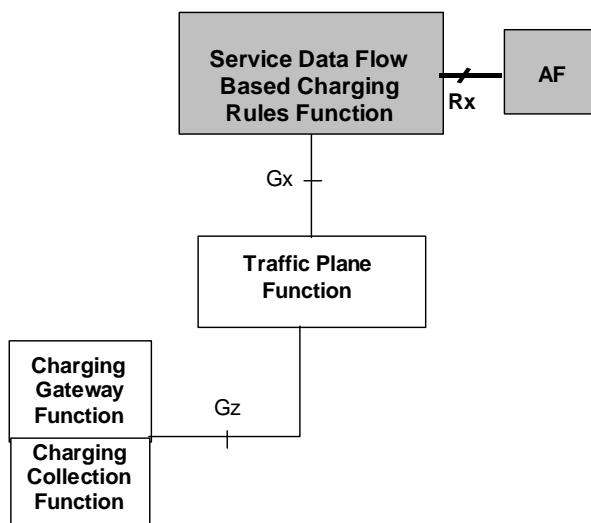 Service Data Flow
Based Charging
Rules Function
AF
Rx
Gx
Traffic Plane
Function
Charging
Gateway
Function
Gz
Charging
Collection
Function